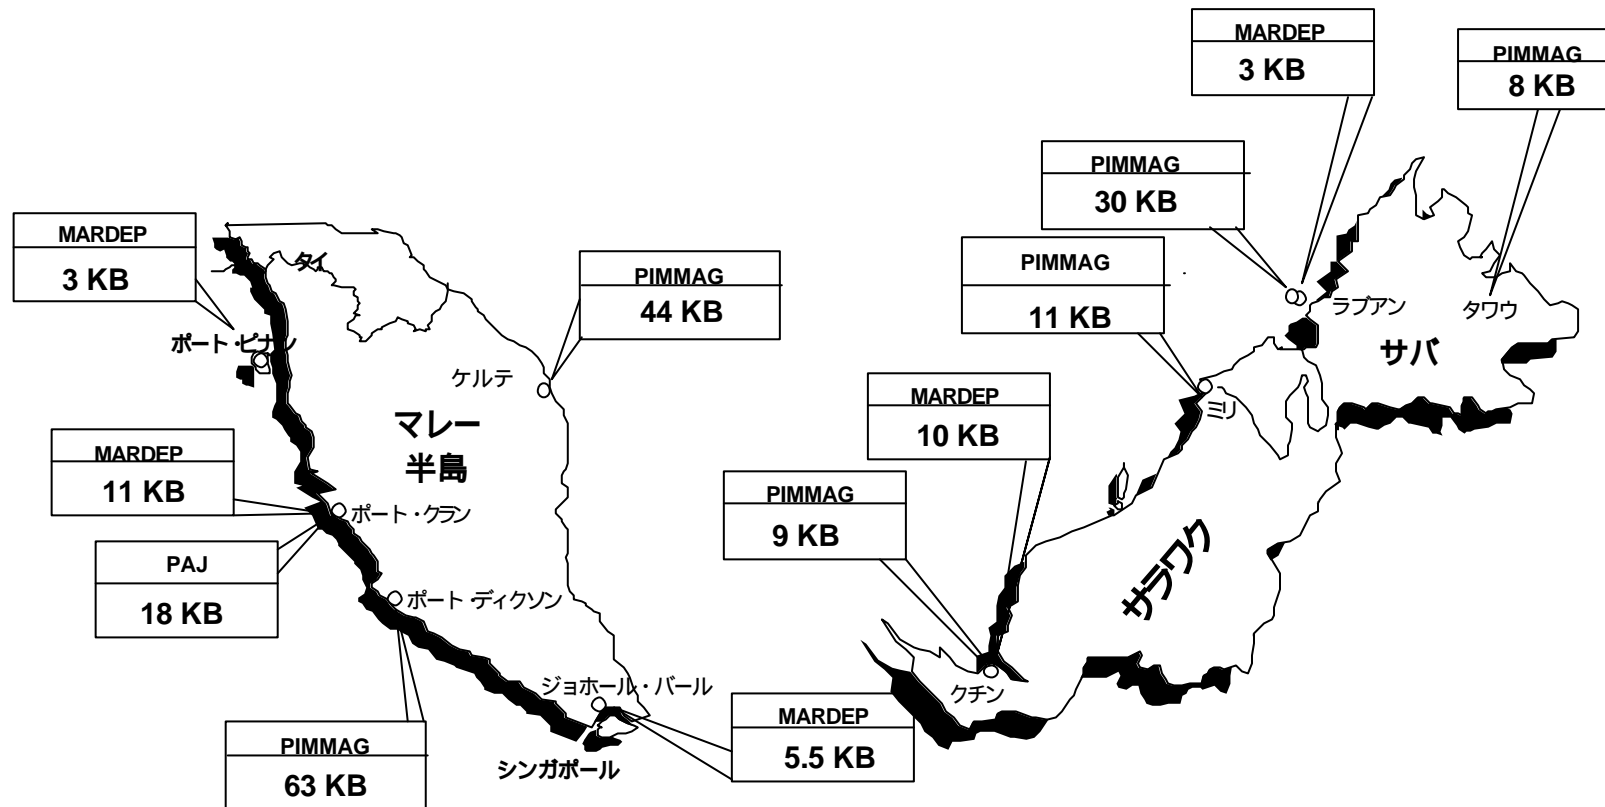 MARDEP
3 KB
PIMMAG
8 KB
PIMMAG
30 KB
MARDEP
3 KB
タイ
PIMMAG
44 KB
PIMMAG
11 KB
ラブアン
タワウ
サバ
ポート・ピナン
ケルテ
ミリ
マレー
半島
MARDEP
10 KB
MARDEP
11 KB
ポート・クラン
PIMMAG
9 KB
PAJ
18 KB
ポート・ディクソン
サラワク
ジョホール・バール
クチン
MARDEP
5.5 KB
PIMMAG
63 KB
シンガポール